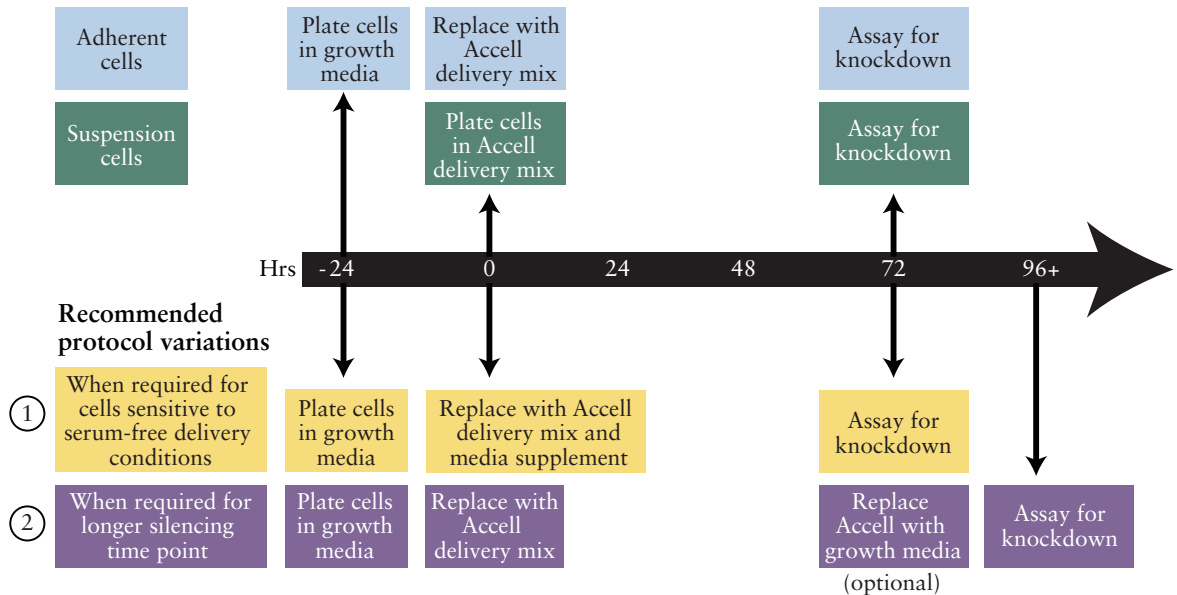 Adherent
cells
Plate cells
in growth
media
Replace with
Accell
delivery mix
Assay for
knockdown
Suspension
cells
Plate cells
in Accell
delivery mix
Assay for
knockdown
Hrs -24 0 24 48 72 96+
Recommended
protocol variations
1
When required for
cells sensitive to
serum-free delivery
conditions
Plate cells
in growth
media
Replace with Accell
delivery mix and
media supplement
Assay for
knockdown
2
When required for
longer silencing
time point
Plate cells
in growth
media
Replace with
Accell
delivery mix
Replace
Accell with
growth media
(optional)
Assay for
knockdown